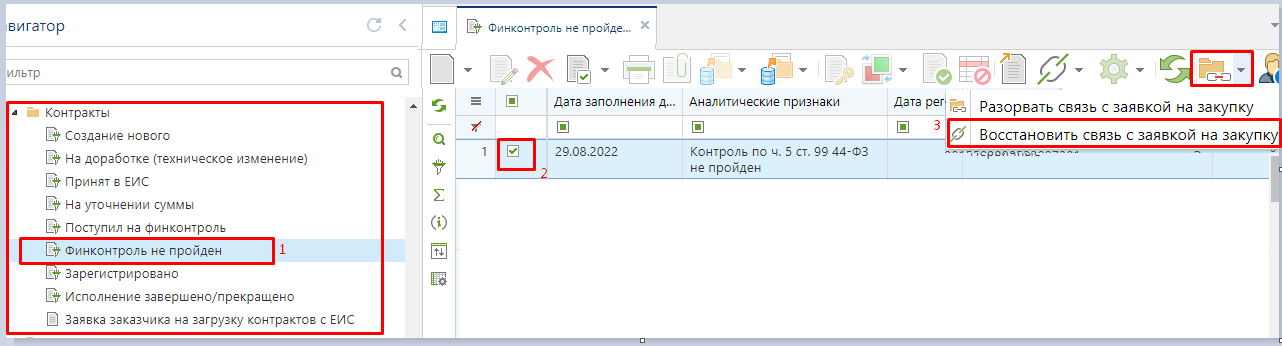 авигатор
Финконтроль не пройде...
ильтр
Контракты
Создание нового
На доработке (техническое изменение)
Принят в ЕИС
На уточнении суммы
Поступил на финконтроль
Финконтроль не пройден
1
Зарегистрировано
Исполнение завершено/прекращено
Заявка заказчика на загрузку контрактов с ЕИС
Дата заполнения д...
Аналитические признаки
Дата рег
1
29.08.2022
Контроль по ч. 5 ст. 99 44-ФЗ
не пройден
2
Разорвать связь с заявкой на закупку
3
Восстановить связь с заявкой на закупку